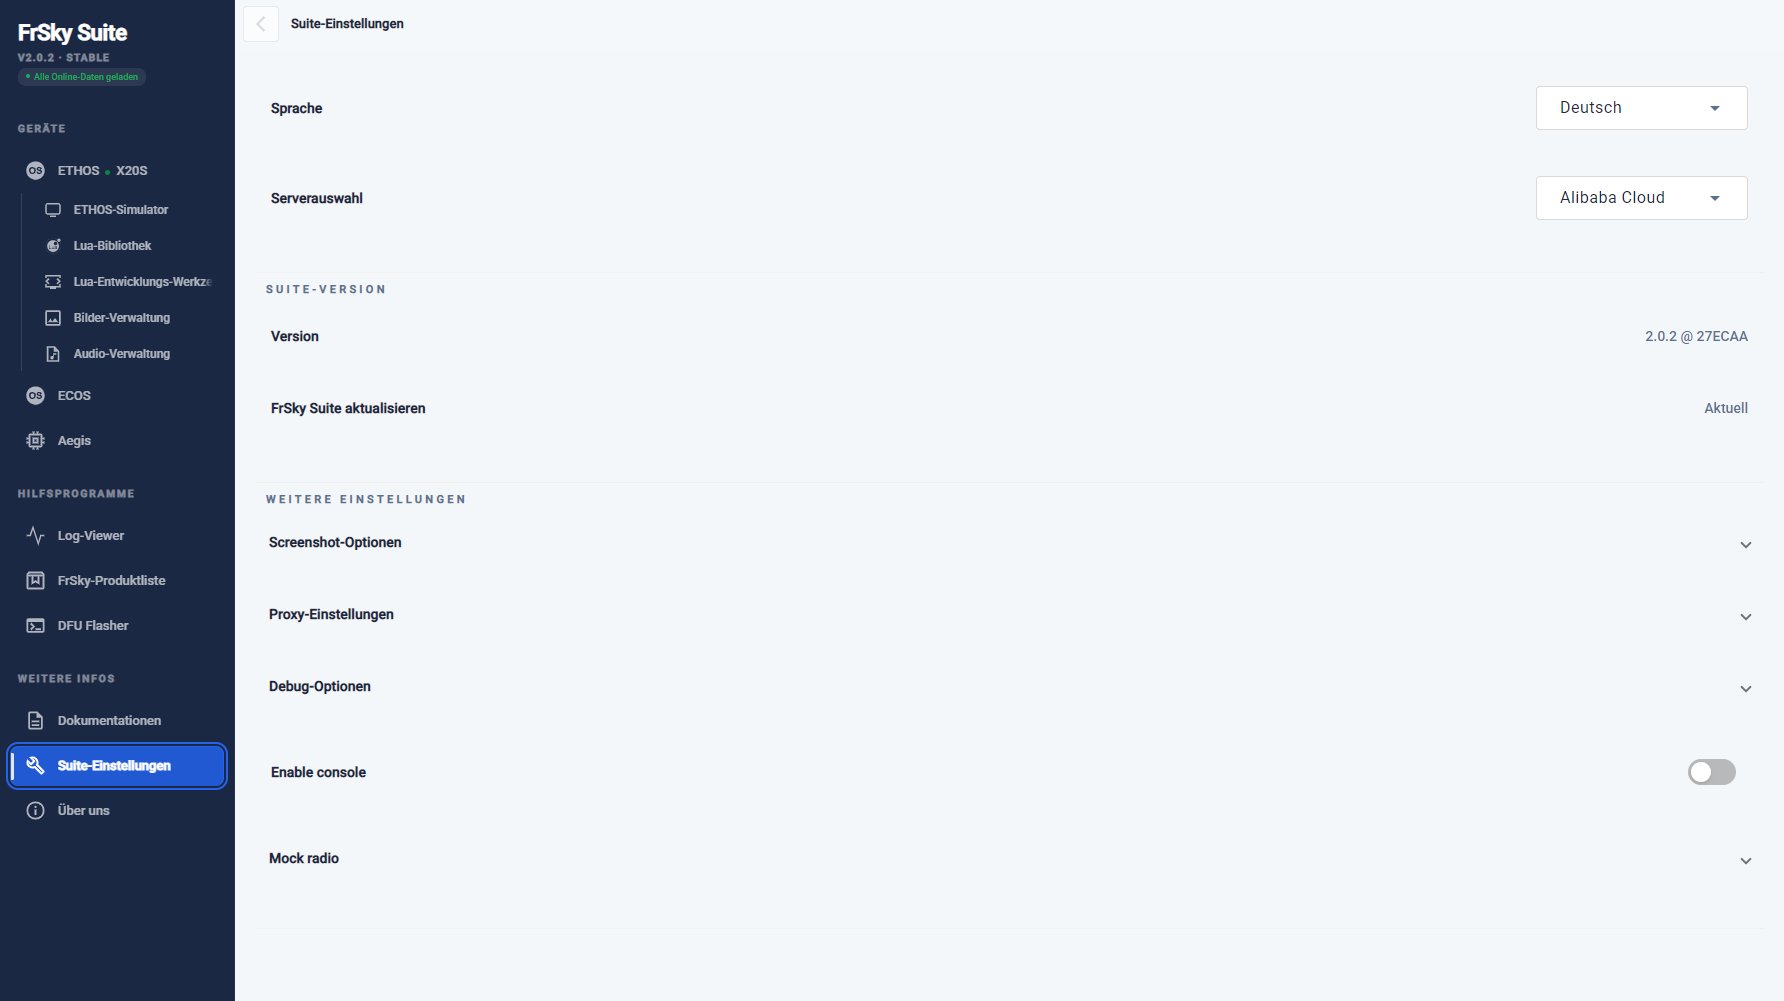 FrSky Suite
V2.0.2 · STABLE
Alle Online-Daten geladen
GERÄTE
ETHOS • X20S
ETHOS-Simulator
Lua-Bibliothek
Lua-Entwicklungs-Werkze
Bilder-Verwaltung
Audio-Verwaltung
ECOS
Aegis
HILFSPROGRAMME
Log-Viewer
FrSky-Produktliste
DFU Flasher
WEITERE INFOS
Dokumentationen
Suite-Einstellungen
Über uns
Suite-Einstellungen
Sprache
Deutsch
Serverauswahl
Alibaba Cloud
SUITE-VERSION
Version
2.0.2 @ 27ECAA
FrSky Suite aktualisieren
Aktuell
WEITERE EINSTELLUNGEN
Screenshot-Optionen
Proxy-Einstellungen
Debug-Optionen
Enable console
Mock radio